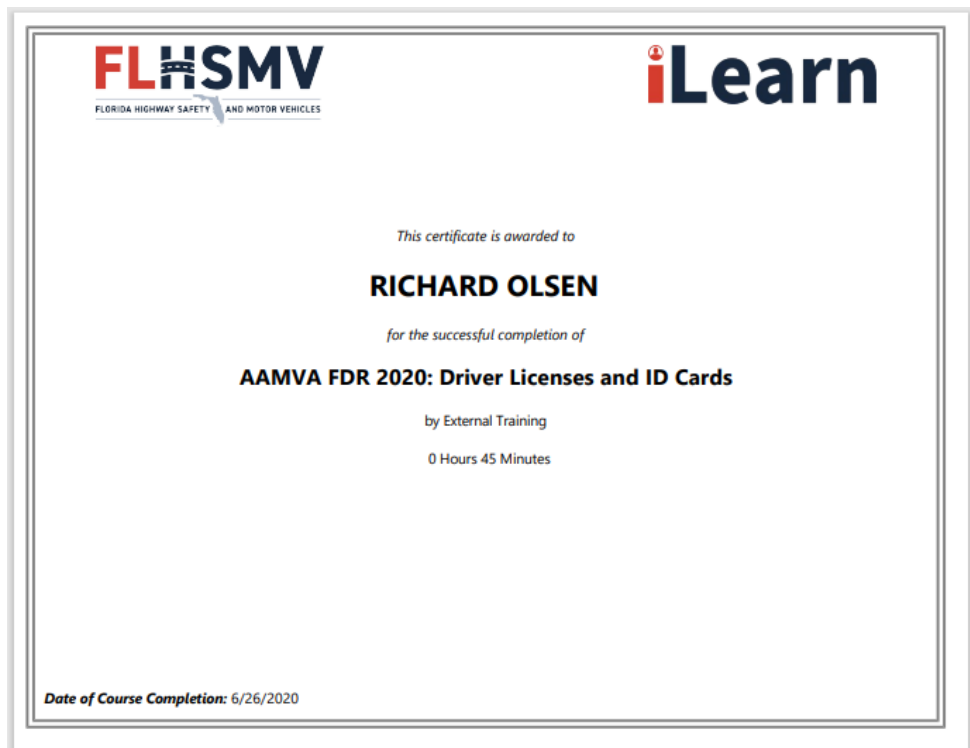 FLHSMV
FLORIDA HIGHWAY SAFETY AND MOTOR VEHICLES
iLearn
This certificate is awarded to
RICHARD OLSEN
for the successful completion of
AAMVA FDR 2020: Driver Licenses and ID Cards
by External Training
0 Hours 45 Minutes
Date of Course Completion: 6/26/2020